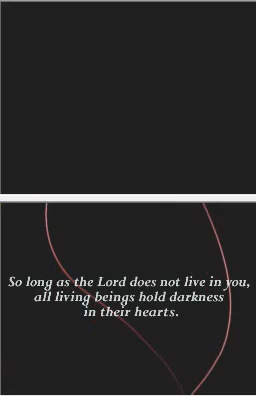 So long as the Lord does not live in you,
all living beings hold darkness
in their hearts.